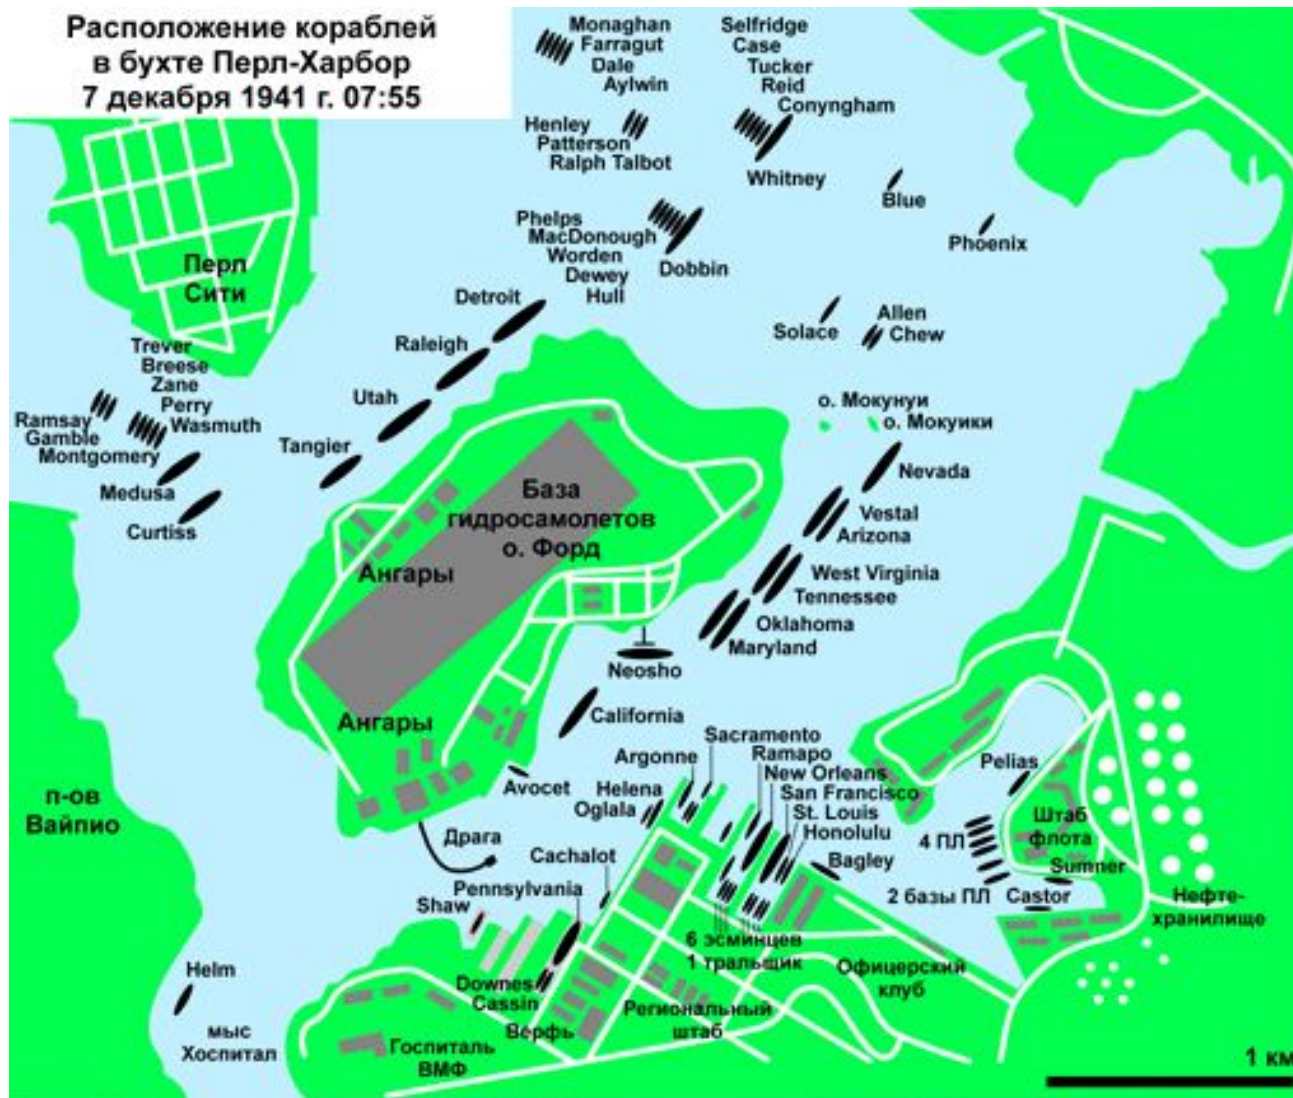 Расположение кораблей
в бухте Перл-Харбор
7 декабря 1941 г. 07:55
Monaghan
Farragut
Dale
Aylwin
Selfridge
Case
Tucker
Reid
Conyngham
Henley
Patterson
Ralph Talbot
Whitney
Blue
Phoenix
Phelps
MacDonough
Worden
Dewey
Hull
Dobbin
Перл
Сити
Detroit
Raleigh
Utah
Tangier
Solace
Allen
Chew
Trever
Breese
Zane
Perry
Wasmuth
Ramsay
Gamble
Montgomery
Medusa
Curtiss
о. Мокунуи
о. Мокуики
Nevada
Vestal
Arizona
West Virginia
Tennessee
Oklahoma
Maryland
База
гидросамолетов
о. Форд
Ангары
Ангары
Neosho
California
Avocet
Драга
Argonne
Sacramento
Ramapo
New Orleans
San Francisco
St. Louis
Honolulu
Helena
Oglala
Bagley
Cachalot
Pennsylvania
Shaw
Downes
Cassin
Верфь
6 эсминцев
1 тральщик
Региональный
штаб
Офицерский
клуб
Pelias
4 ПЛ
Штаб
флота
Sumner
2 базы ПЛ
Castor
Нефте-
хранилище
п-ов
Вайпио
Helm
мыс
Хоспитал
Госпиталь
ВМФ
1 км